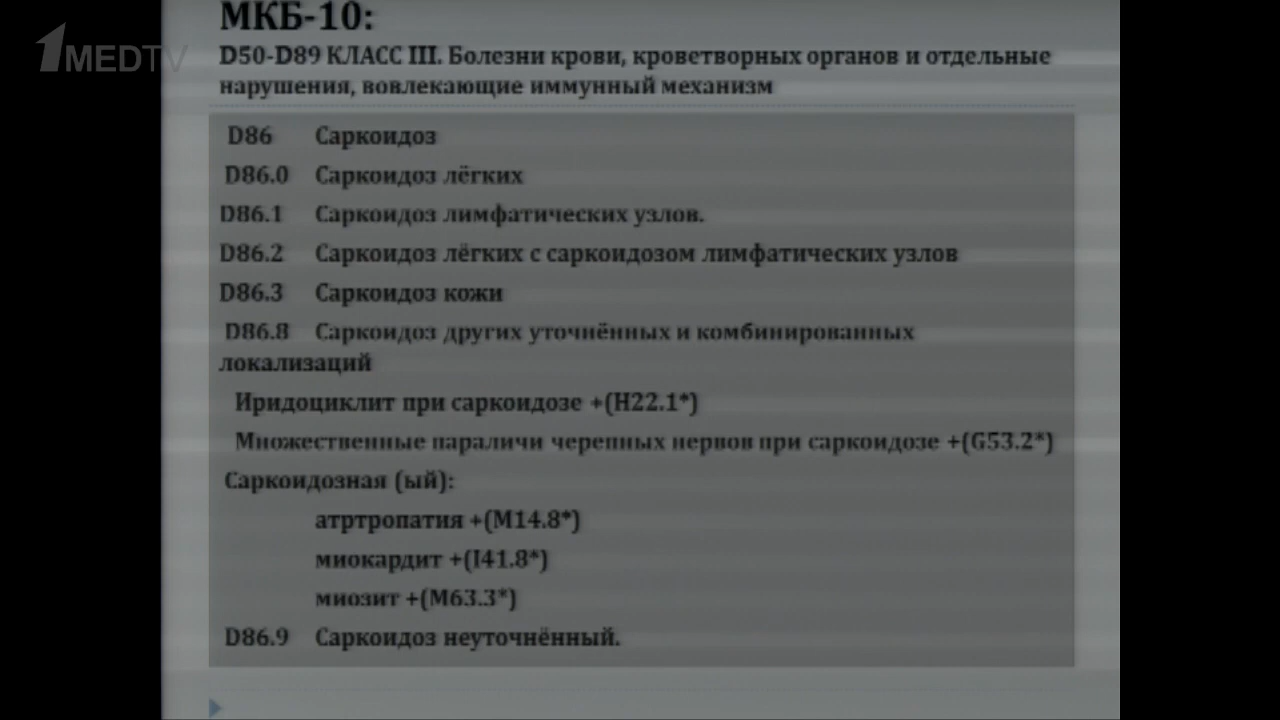 1MEDTV
МКБ-10:
D50-D89 КЛАСС III. Болезни крови, кроветворных органов и отдельные
нарушения, вовлекающие иммунный механизм
D86 Саркоидоз
D86.0 Саркоидоз лёгких
D86.1 Саркоидоз лимфатических узлов.
D86.2 Саркоидоз лёгких с саркоидозом лимфатических узлов
D86.3 Саркоидоз кожи
D86.8 Саркоидоз других уточнённых и комбинированных
локализаций
Иридоциклит при саркоидозе +(H22.1*)
Множественные параличи черепных нервов при саркоидозе +(G53.2*)
Саркоидозная (ый):
атртропатия +(M14.8*)
миокардит +(I41.8*)
миозит +(M63.3*)
D86.9 Саркоидоз неуточнённый.